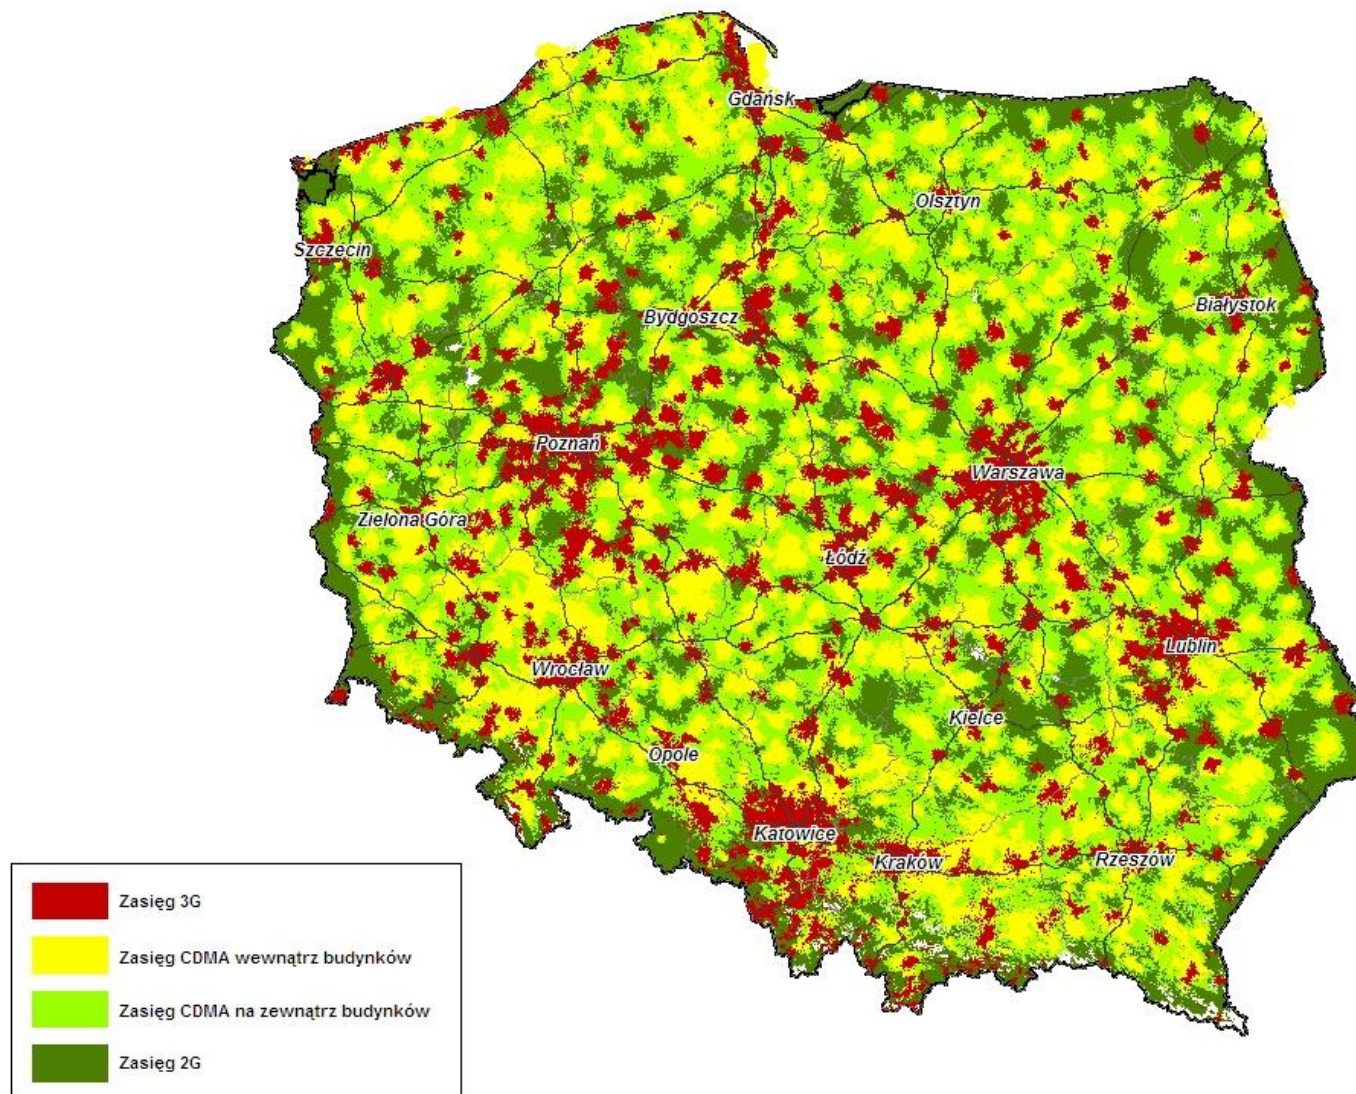 Gdańsk
Olsztyn
Szczecin
Białystok
Bydgoszcz
Poznań
Warszawa
Zielona Góra
Łódź
Lublin
Wrocław
Kielce
Opole
Katowice
Kraków
Rzeszów
Zasięg 3G
Zasięg CDMA wewnątrz budynków
Zasięg CDMA na zewnątrz budynków
Zasięg 2G